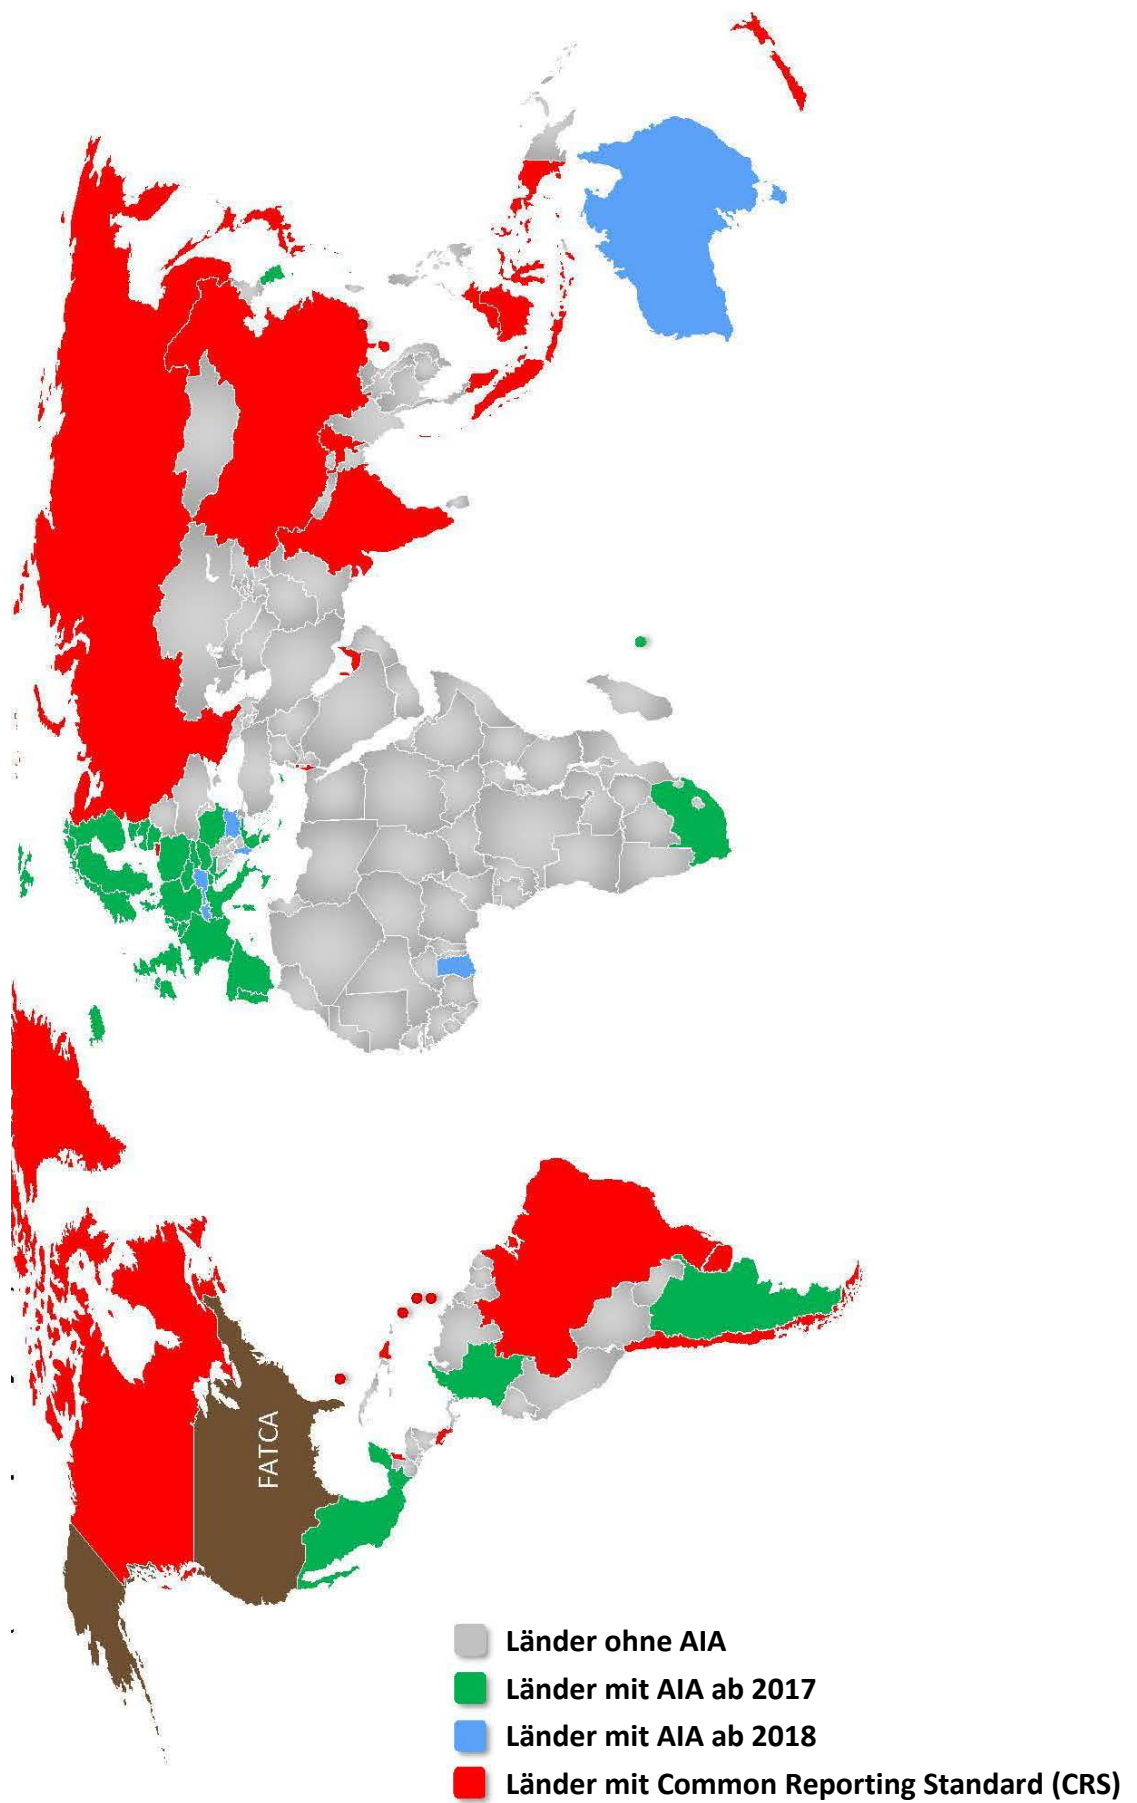 FATCA
Länder ohne AIA
Länder mit AIA ab 2017
Länder mit AIA ab 2018
Länder mit Common Reporting Standard (CRS)